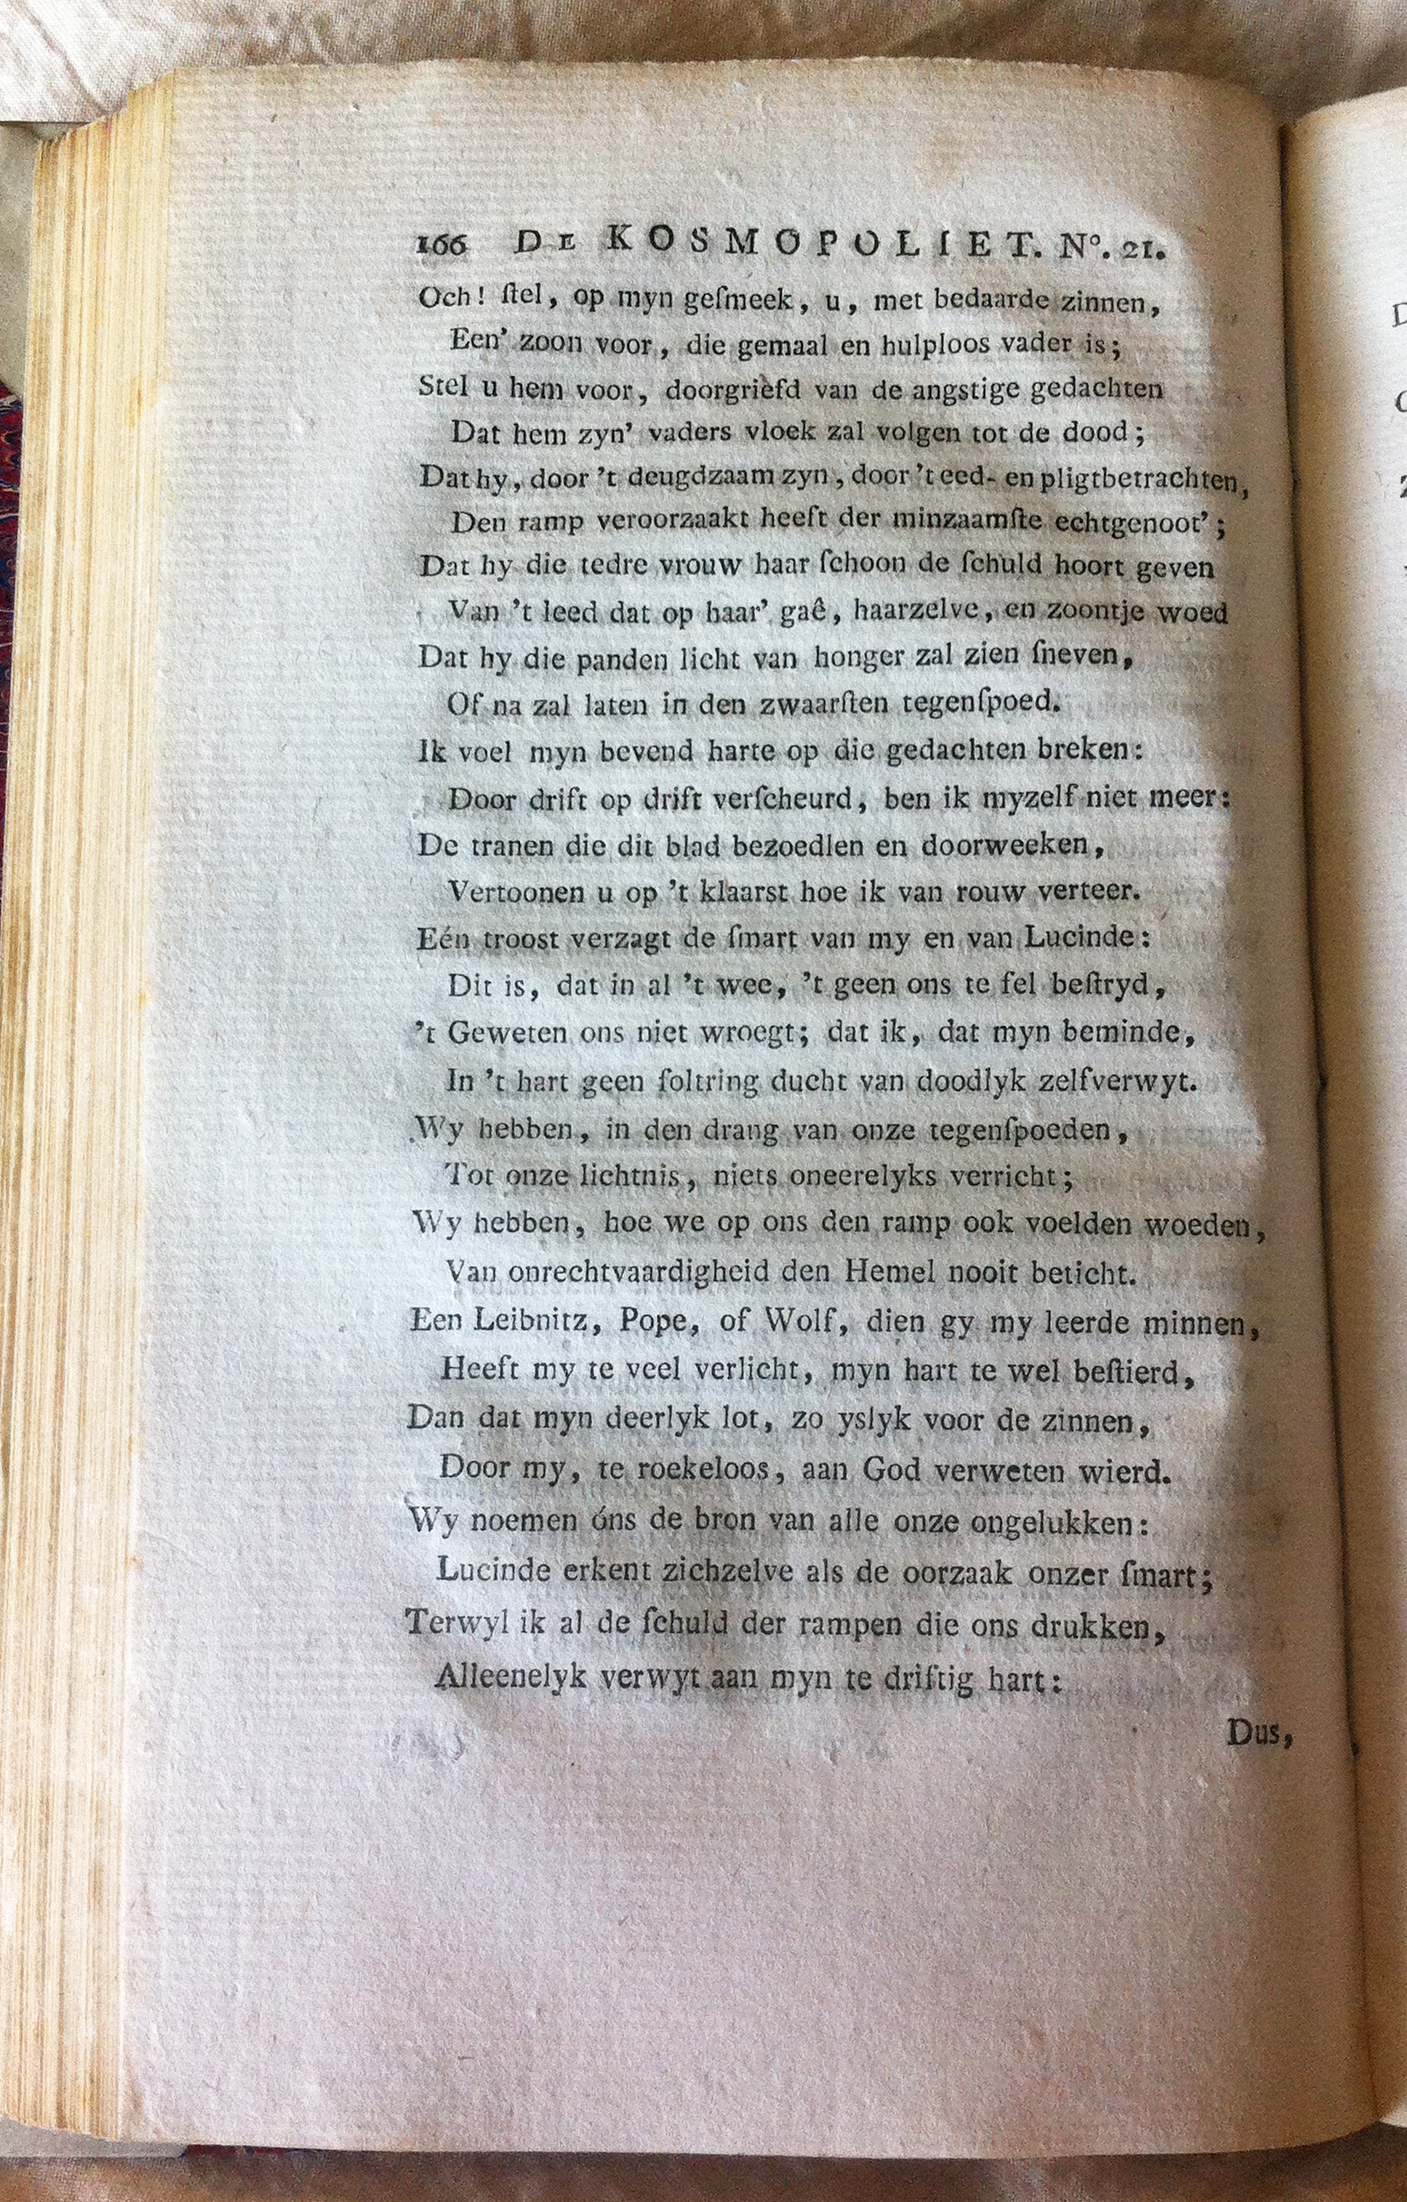 166 DE KOSMOPOLIET. N°. 21.
Och! ſtel, op myn geſmeek, u, met bedaarde zinnen,
Een' zoon voor, die gemaal en hulploos vader is;
Stel u hem voor, doorgriefd van de angstige gedachten
Dat hem zyn' vaders vloek zal volgen tot de dood;
Dat hy, door 't deugdzaam zyn, door 't eed- en pligtbetrachten,
Den ramp veroorzaakt heeft der minzaamſte echtgenoot';
Dat hy die tedre vrouw haar ſchoon de ſchuld hoort geven
Van 't leed dat op haar' gaê, haarzelve, en zoontje woed
Dat hy die panden licht van honger zal zien ſneven,
Of na zal laten in den zwaarſten tegenſpoed.
Ik voel myn bevend harte op die gedachten breken:
Door drift op drift verſcheurd, ben ik myzelf niet meer:
De tranen die dit blad bezoedlen en doorweeken,
Vertoonen u op 't klaarst hoe ik van rouw verteer.
Eén troost verzagt de ſmart van my en van Lucinde:
Dit is, dat in al 't wee, 't geen ons te fel beſtryd,
't Geweten ons niet wroegt; dat ik, dat myn beminde,
In 't hart geen foltring ducht van doodlyk zelfverwyt.
Wy hebben, in den drang van onze tegenſpoeden,
Tot onze lichtnis, niets oneerelyks verricht;
Wy hebben, hoe we op ons den ramp ook voelden woeden,
Van onrechtvaardigheid den Hemel nooit beticht.
Een Leibnitz, Pope, of Wolf, dien gy my leerde minnen,
Heeft my te veel verlicht, myn hart te wel beſtierd,
Dan dat myn deerlyk lot, zo yslyk voor de zinnen,
Door my, te roekeloos, aan God verweten wierd.
Wy noemen óns de bron van alle onze ongelukken:
Lucinde erkent zichzelve als de oorzaak onzer ſmart;
Terwyl ik al de ſchuld der rampen die ons drukken,
Alleenelyk verwyt aan myn te driftig hart:
Dus,